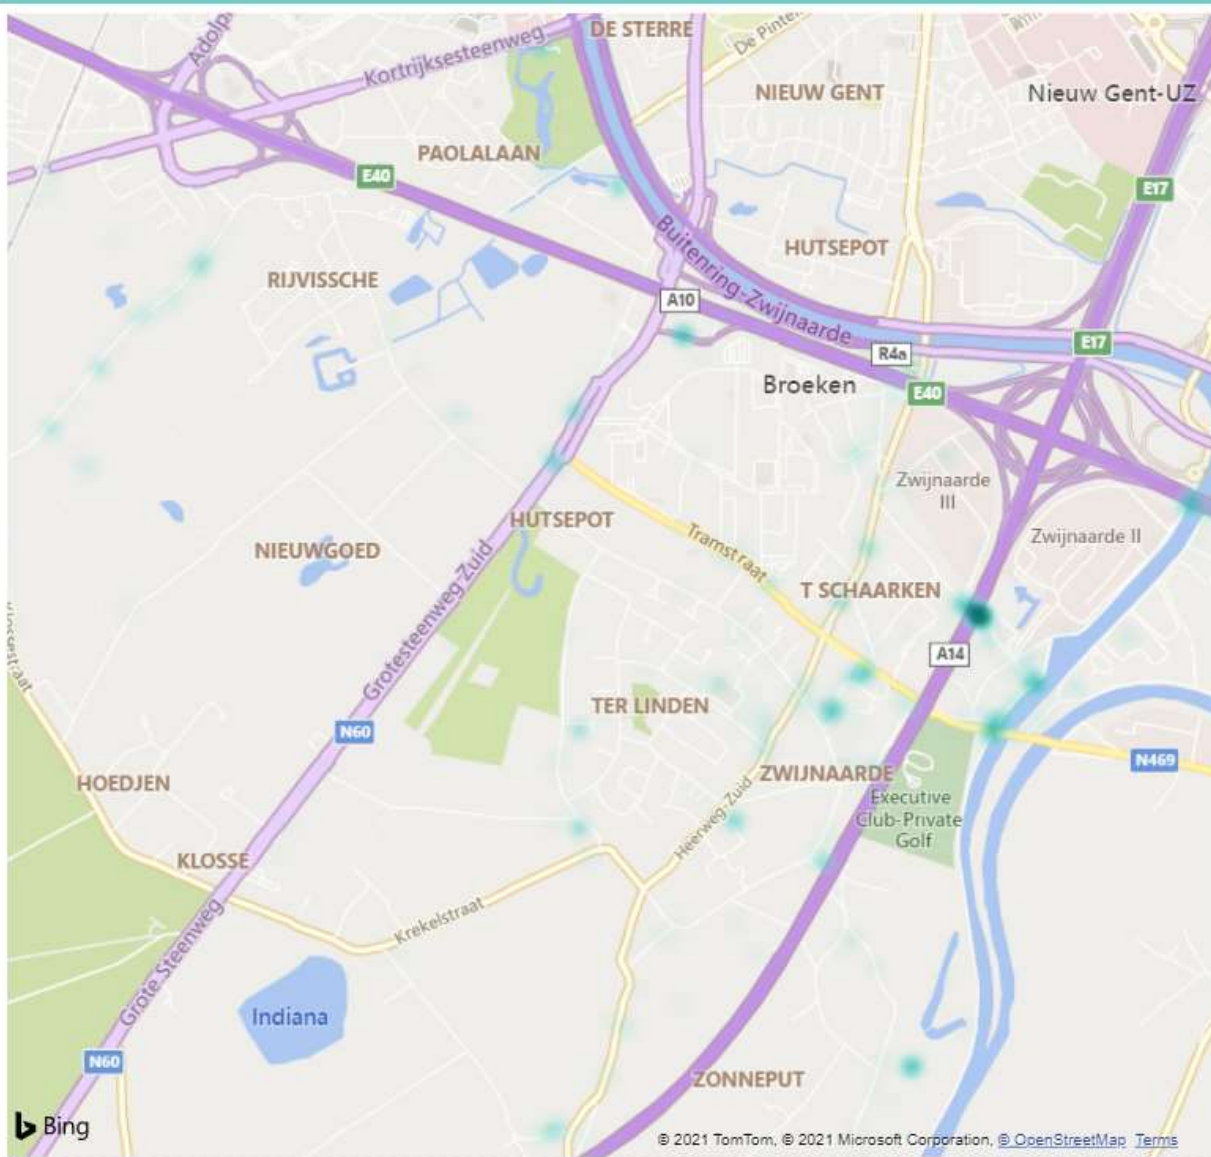 DE STERRE
De Pinte
Adolp
Kortrijksesteenweg
NIEUW GENT
Nieuw Gent-UZ
PAOLALAAN
E40
E17
Buitenring-Zwijnaarde
HUTSEPOT
RIJVISSCHE
A10
E17
R4a
Broeken
E40
Zwijnaarde
III
HUTSEPOT
Tramstraat
Zwijnaarde II
NIEUWGOED
T SCHAARKEN
Grotesteenweg-Zuid
Klossestraat
A14
TER LINDEN
N60
N469
HOEDJEN
ZWIJNAARDE
Executive
Club-Private
Golf
Heerweg-Zuid
KLOSSE
Krekelstraat
Grote Steenweg
Indiana
N60
ZONNEPUT
Bing
© 2021 TomTom, © 2021 Microsoft Corporation, © OpenStreetMap Terms